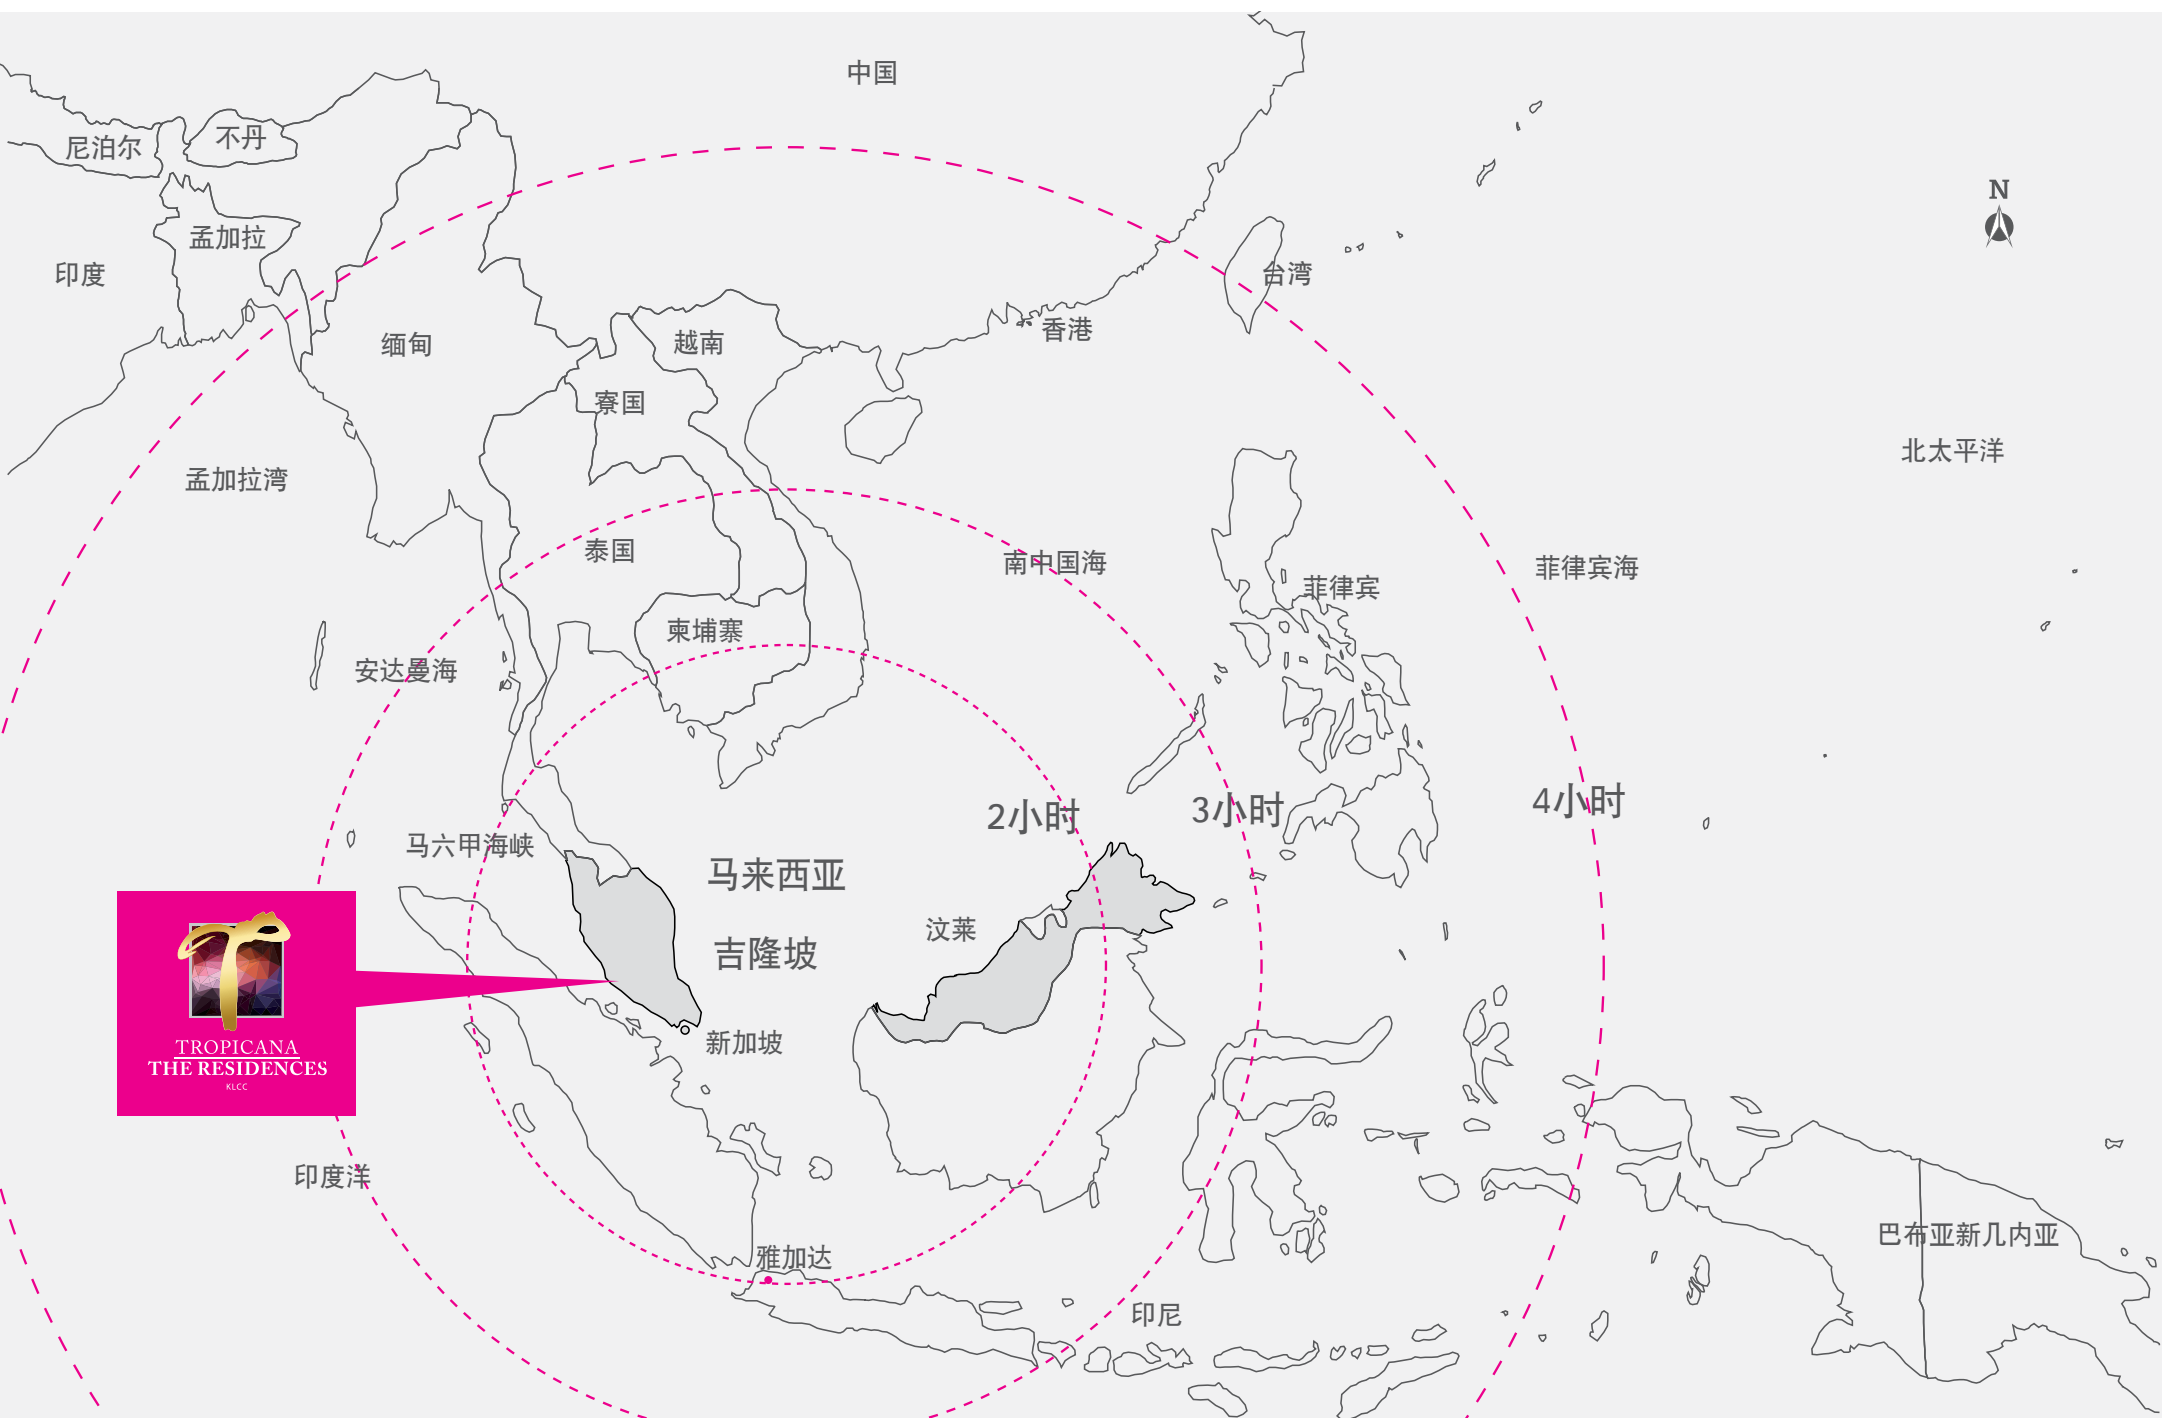 中国
尼泊尔
不丹
N
孟加拉
印度
台湾
香港
缅甸
越南
寮国
北太平洋
孟加拉湾
泰国
南中国海
菲律宾海
菲律宾
柬埔寨
安达曼海
2小时
3小时
4小时
马六甲海峡
马来西亚
汶莱
吉隆坡
新加坡
TROPICANA
THE RESIDENCES
KLCC
印度洋
雅加达
巴布亚新几内亚
印尼